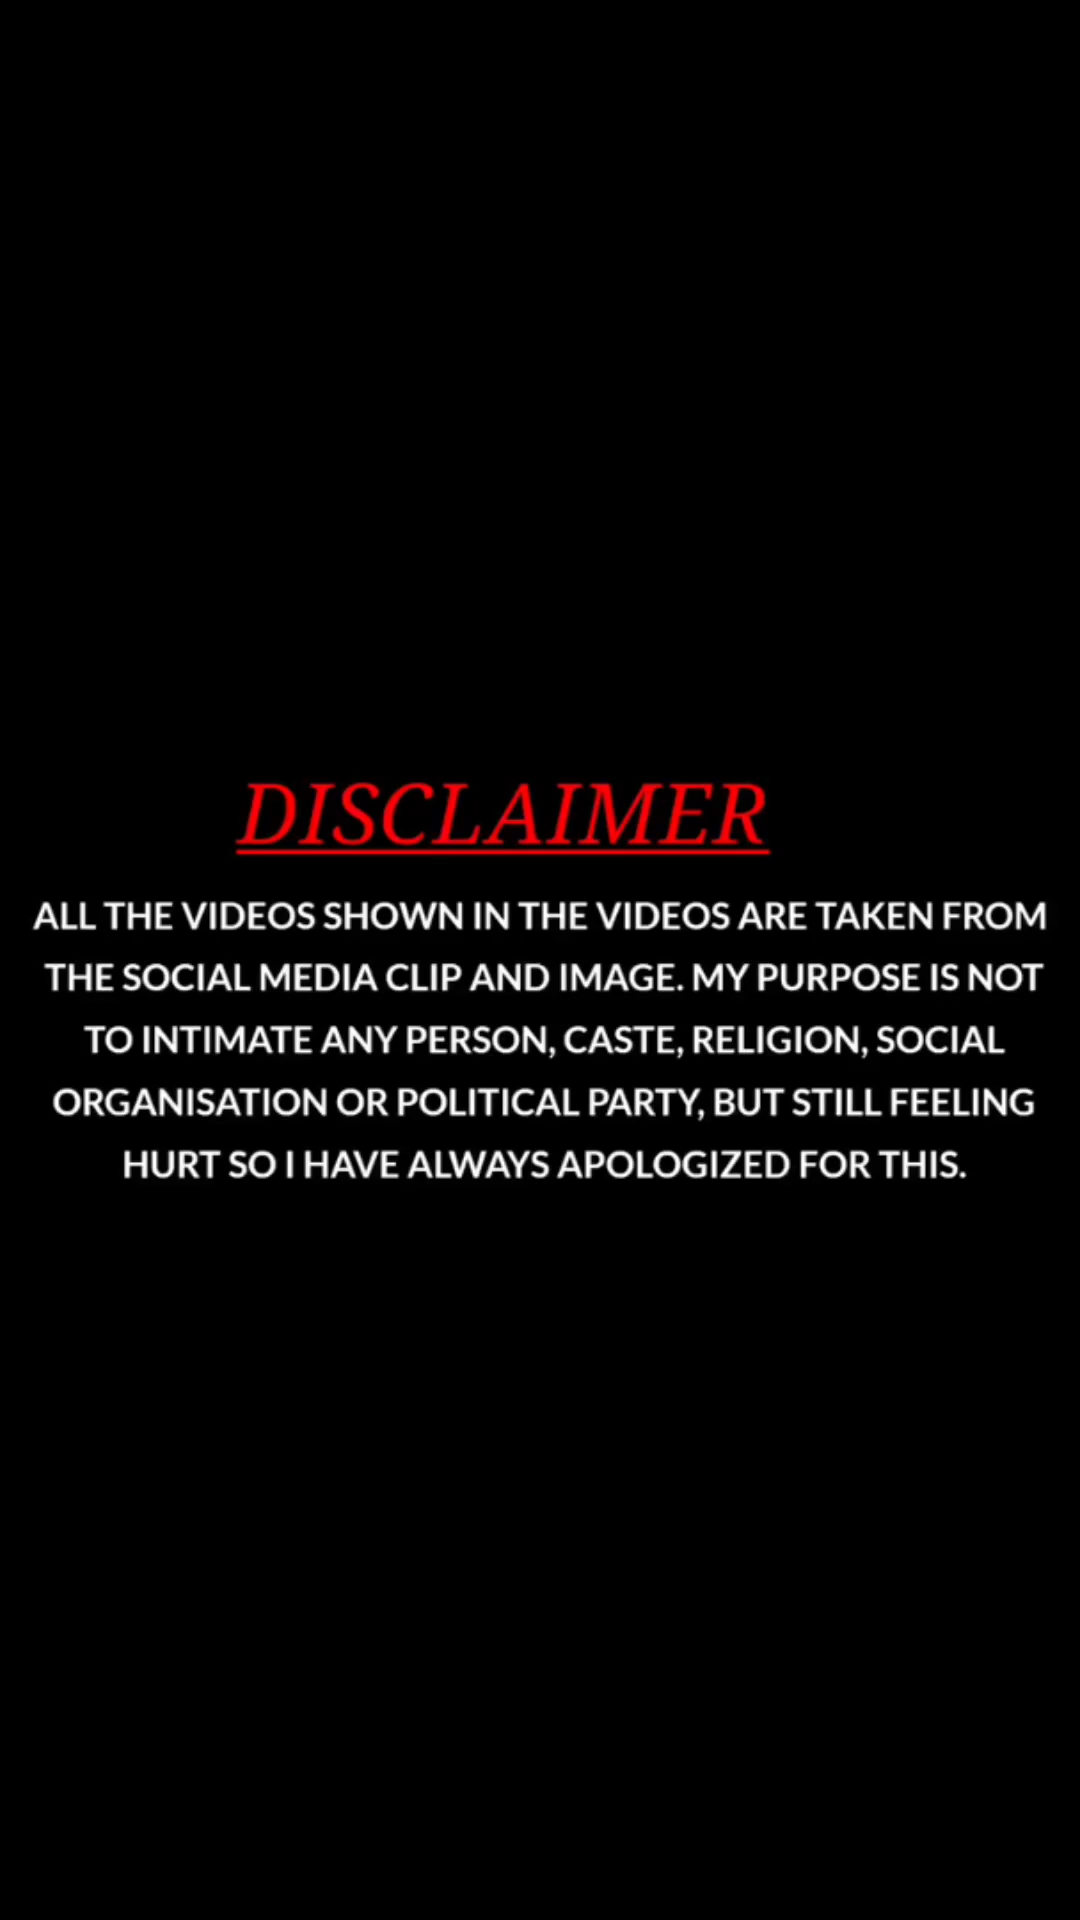 DISCLAIMER
ALL THE VIDEOS SHOWN IN THE VIDEOS ARE TAKEN FROM
THE SOCIAL MEDIA CLIP AND IMAGE. MY PURPOSE IS NOT
TO INTIMATE ANY PERSON, CASTE, RELIGION, SOCIAL
ORGANISATION OR POLITICAL PARTY, BUT STILL FEELING
HURT SO I HAVE ALWAYS APOLOGIZED FOR THIS.